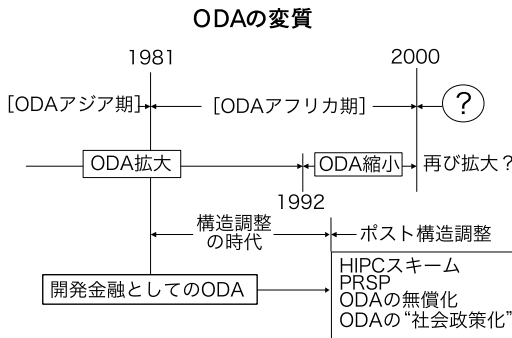 ODAの変質
1981
2000
[ODAアジア期]
[ODAアフリカ期]
?
ODA拡大
ODA縮小
再び拡大？
1992
構造調整
の時代
ポスト構造調整
開発金融としてのODA
HIPCスキーム
PRSP
ODAの無償化
ODAの“社会政策化”